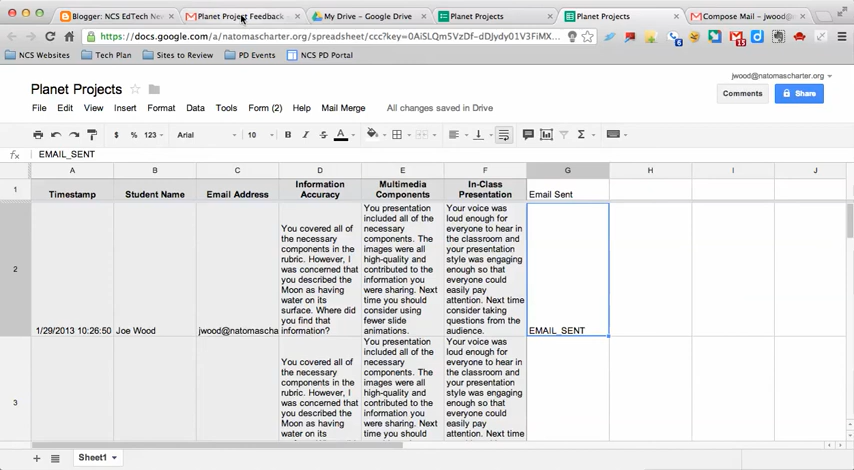 Blogger: NCS EdTech Ne
Planet Project Feedback
My Drive – Google Drive
Planet Projects
Planet Projects
Compose Mail – jwood@
https://docs.google.com/a/natomascharter.org/spreadsheet/ccc?key=0AiSLQm5VzDf-dDJydy01V3FiMX...
6
15
NCS Websites
Tech Plan
Sites to Review
PD Events
NCS PD Portal
jwood@natomascharter.org
Planet Projects
Comments
Share
File Edit View Insert Format Data Tools Form (2) Help Mail Merge All changes saved in Drive
$ % 123 Arial 10 B I S A Σ
fx EMAIL_SENT
A B C D E F G H I J
1
Timestamp
Student Name
Email Address
Information
Accuracy
Multimedia
Components
In-Class
Presentation
Email Sent
2
1/29/2013 10:26:50
Joe Wood
jwood@natomascha
You covered all of
the necessary
components in the
rubric. However, I
was concerned that
you described the
Moon as having
water on its
surface. Where did
you find that
information?
You presentation
included all of the
necessary
components. The
images were all
high-quality and
contributed to the
information you
were sharing. Next
time you should
consider using
fewer slide
animations.
Your voice was
loud enough for
everyone to hear in
the classroom and
your presentation
style was engaging
enough so that
everyone could
easily pay
attention. Next time
consider taking
questions from the
audience.
EMAIL_SENT
3
You covered all of
the necessary
components in the
rubric. However, I
was concerned that
you described the
Moon as having
water on its
You presentation
included all of the
necessary
components. The
images were all
high-quality and
contributed to the
information you
were sharing. Next
Your voice was
loud enough for
everyone to hear in
the classroom and
your presentation
style was engaging
enough so that
everyone could
easily pay
attention. Next time
Sheet1